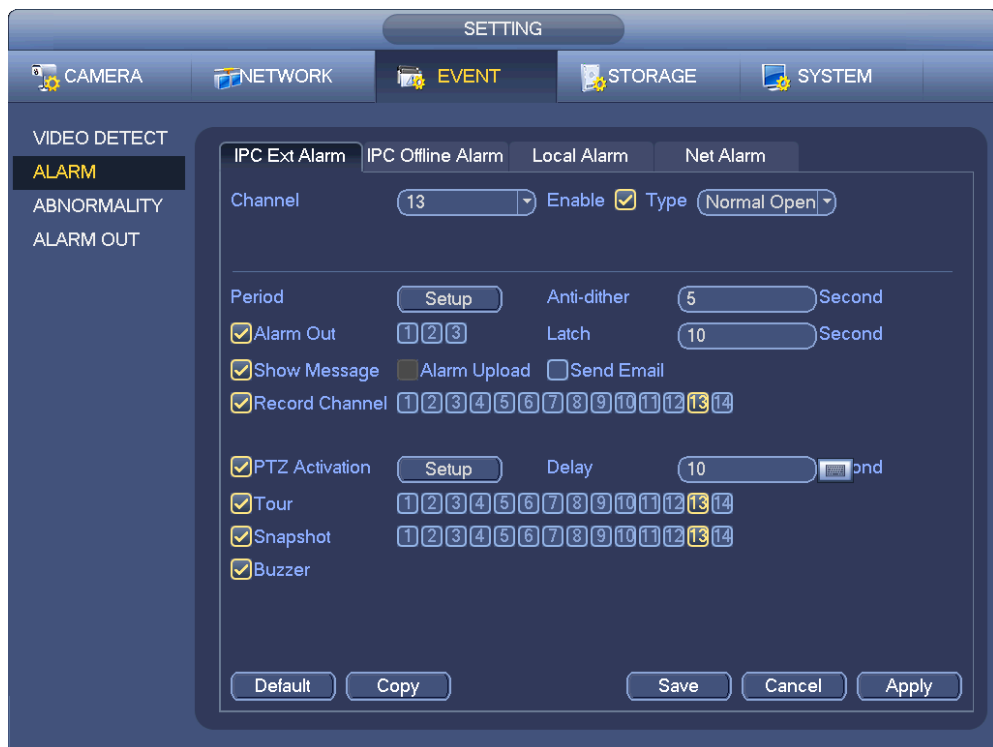 SETTING
CAMERA NETWORK EVENT STORAGE SYSTEM
VIDEO DETECT
ALARM
ABNORMALITY
ALARM OUT
IPC Ext Alarm IPC Offline Alarm Local Alarm Net Alarm
Channel 13 Enable Type Normal Open
Period Setup Anti-dither 5 Second
Alarm Out 1 2 3 Latch 10 Second
Show Message Alarm Upload Send Email
Record Channel 1 2 3 4 5 6 7 8 9 10 11 12 13 14
PTZ Activation Setup Delay 10 ond
Tour 1 2 3 4 5 6 7 8 9 10 11 12 13 14
Snapshot 1 2 3 4 5 6 7 8 9 10 11 12 13 14
Buzzer
Default Copy Save Cancel Apply